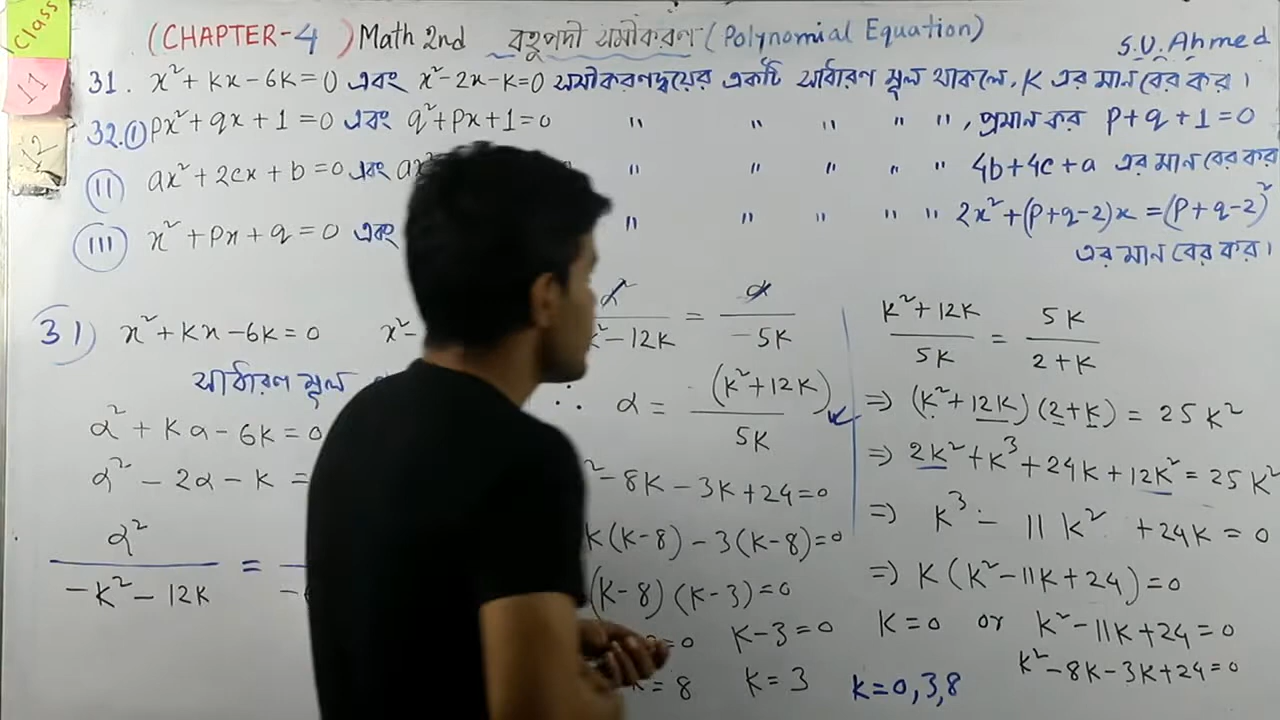 Class
11
12
(CHAPTER-4) Math 2nd বহুপদী সমীকরণ (Polynomial Equation)
S.U.Ahmed
31. x²+kx-6k=0 এবং x²-2x-k=0 সমীকরণদ্বয়ের একটি সাধারণ মূল থাকলে, k এর মান বের কর।
32.(i) px²+qx+1=0 এবং q²+px+1=0 " " " " ", প্রমান কর p+q+1=0
(ii) ax²+2cx+b=0 এবং ax² " " " " " 4b+4c+a এর মান বের কর
(iii) x²+px+q=0 এবং " " " " " 2x²+(p+q-2)x=(p+q-2)²
এর মান বের কর।
31) x²+kx-6k=0 x²-
সাধারণ মূল
α²+kα-6k=0
α²-2α-k=
α²/(-k²-12k) =
α/(-5k)
∴ α = -(k²+12k)/5k
²-8k-3k+24=0
k(k-8)-3(k-8)=0
(k-8)(k-3)=0
=0 k-3=0
k=8 k=3
(k²+12k)/5k = 5k/(2+k)
⇒ (k²+12k)(2+k)=25k²
⇒ 2k²+k³+24k+12k²=25k²
⇒ k³-11k²+24k=0
⇒ k(k²-11k+24)=0
k=0 or k²-11k+24=0
k²-8k-3k+24=0
k=0,3,8